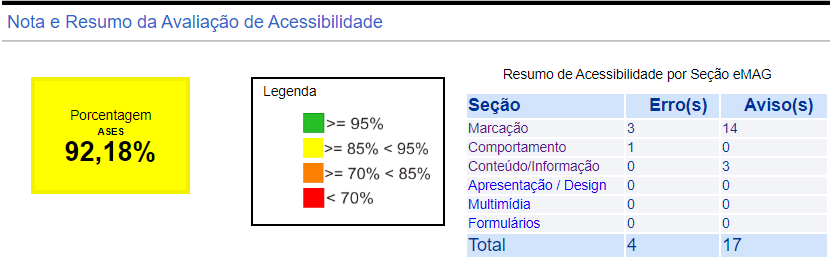 Nota e Resumo da Avaliação de Acessibilidade
Porcentagem
ASES
92,18%
Legenda
>= 95%
>= 85% < 95%
>= 70% < 85%
< 70%
Resumo de Acessibilidade por Seção eMAG
Seção Erro(s) Aviso(s)
Marcação 3 14
Comportamento 1 0
Conteúdo/Informação 0 3
Apresentação / Design 0 0
Multimídia 0 0
Formulários 0 0
Total 4 17